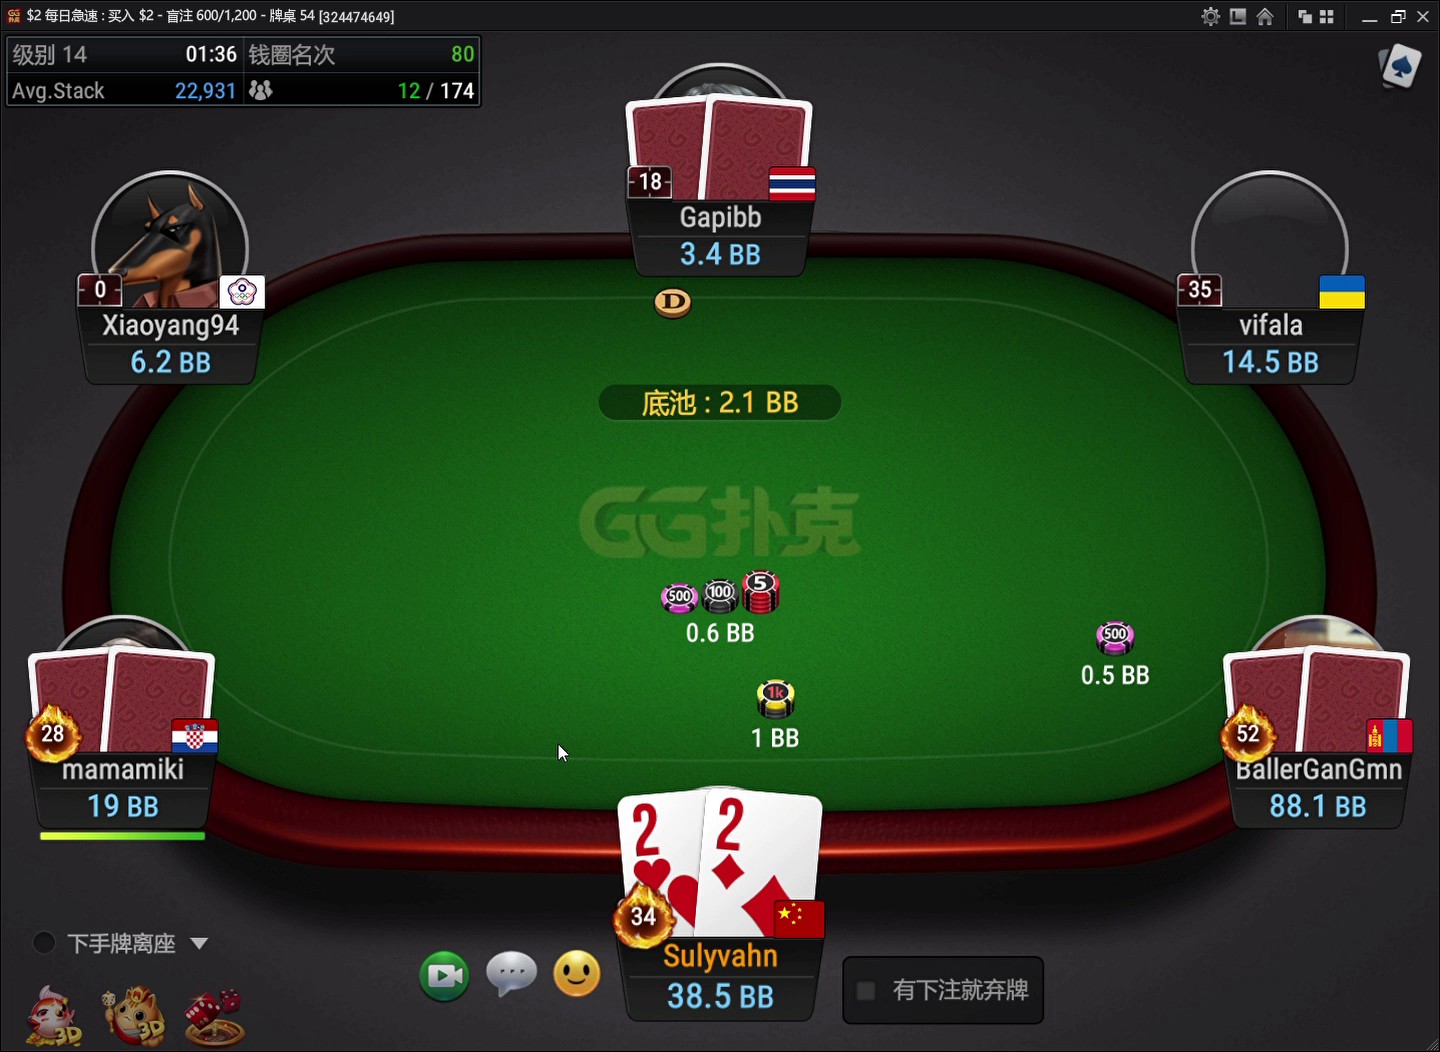 $2 每日急速 : 买入 $2 - 盲注 600/1,200 - 牌桌 54 [324474649]
级别 14 01:36 钱圈名次 80
Avg.Stack 22,931 12 / 174
18
Gapibb
3.4 BB
0
Xiaoyang94
6.2 BB
35
vifala
14.5 BB
D
底池 : 2.1 BB
GG扑克
500 100 5
0.6 BB
500
0.5 BB
1k
1 BB
28
mamamiki
19 BB
52
BallerGanGmn
88.1 BB
2 2
34
Sulyvahn
38.5 BB
下手牌离座
有下注就弃牌
3D 3D